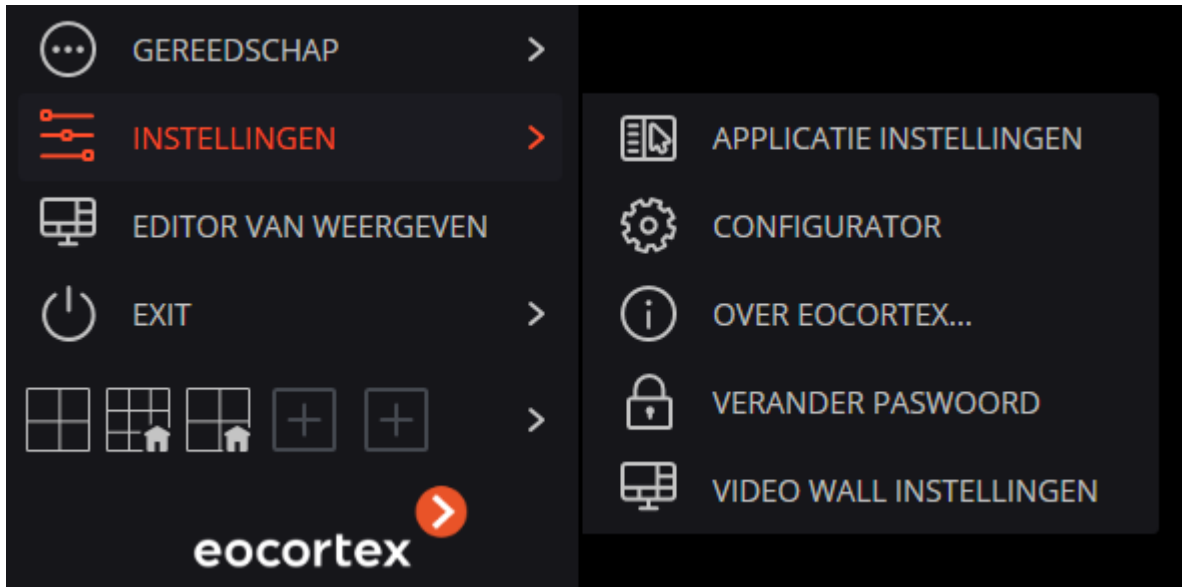 GEREEDSCHAP
INSTELLINGEN
EDITOR VAN WEERGEVEN
EXIT
eocortex
APPLICATIE INSTELLINGEN
CONFIGURATOR
OVER EOCORTEX...
VERANDER PASWOORD
VIDEO WALL INSTELLINGEN